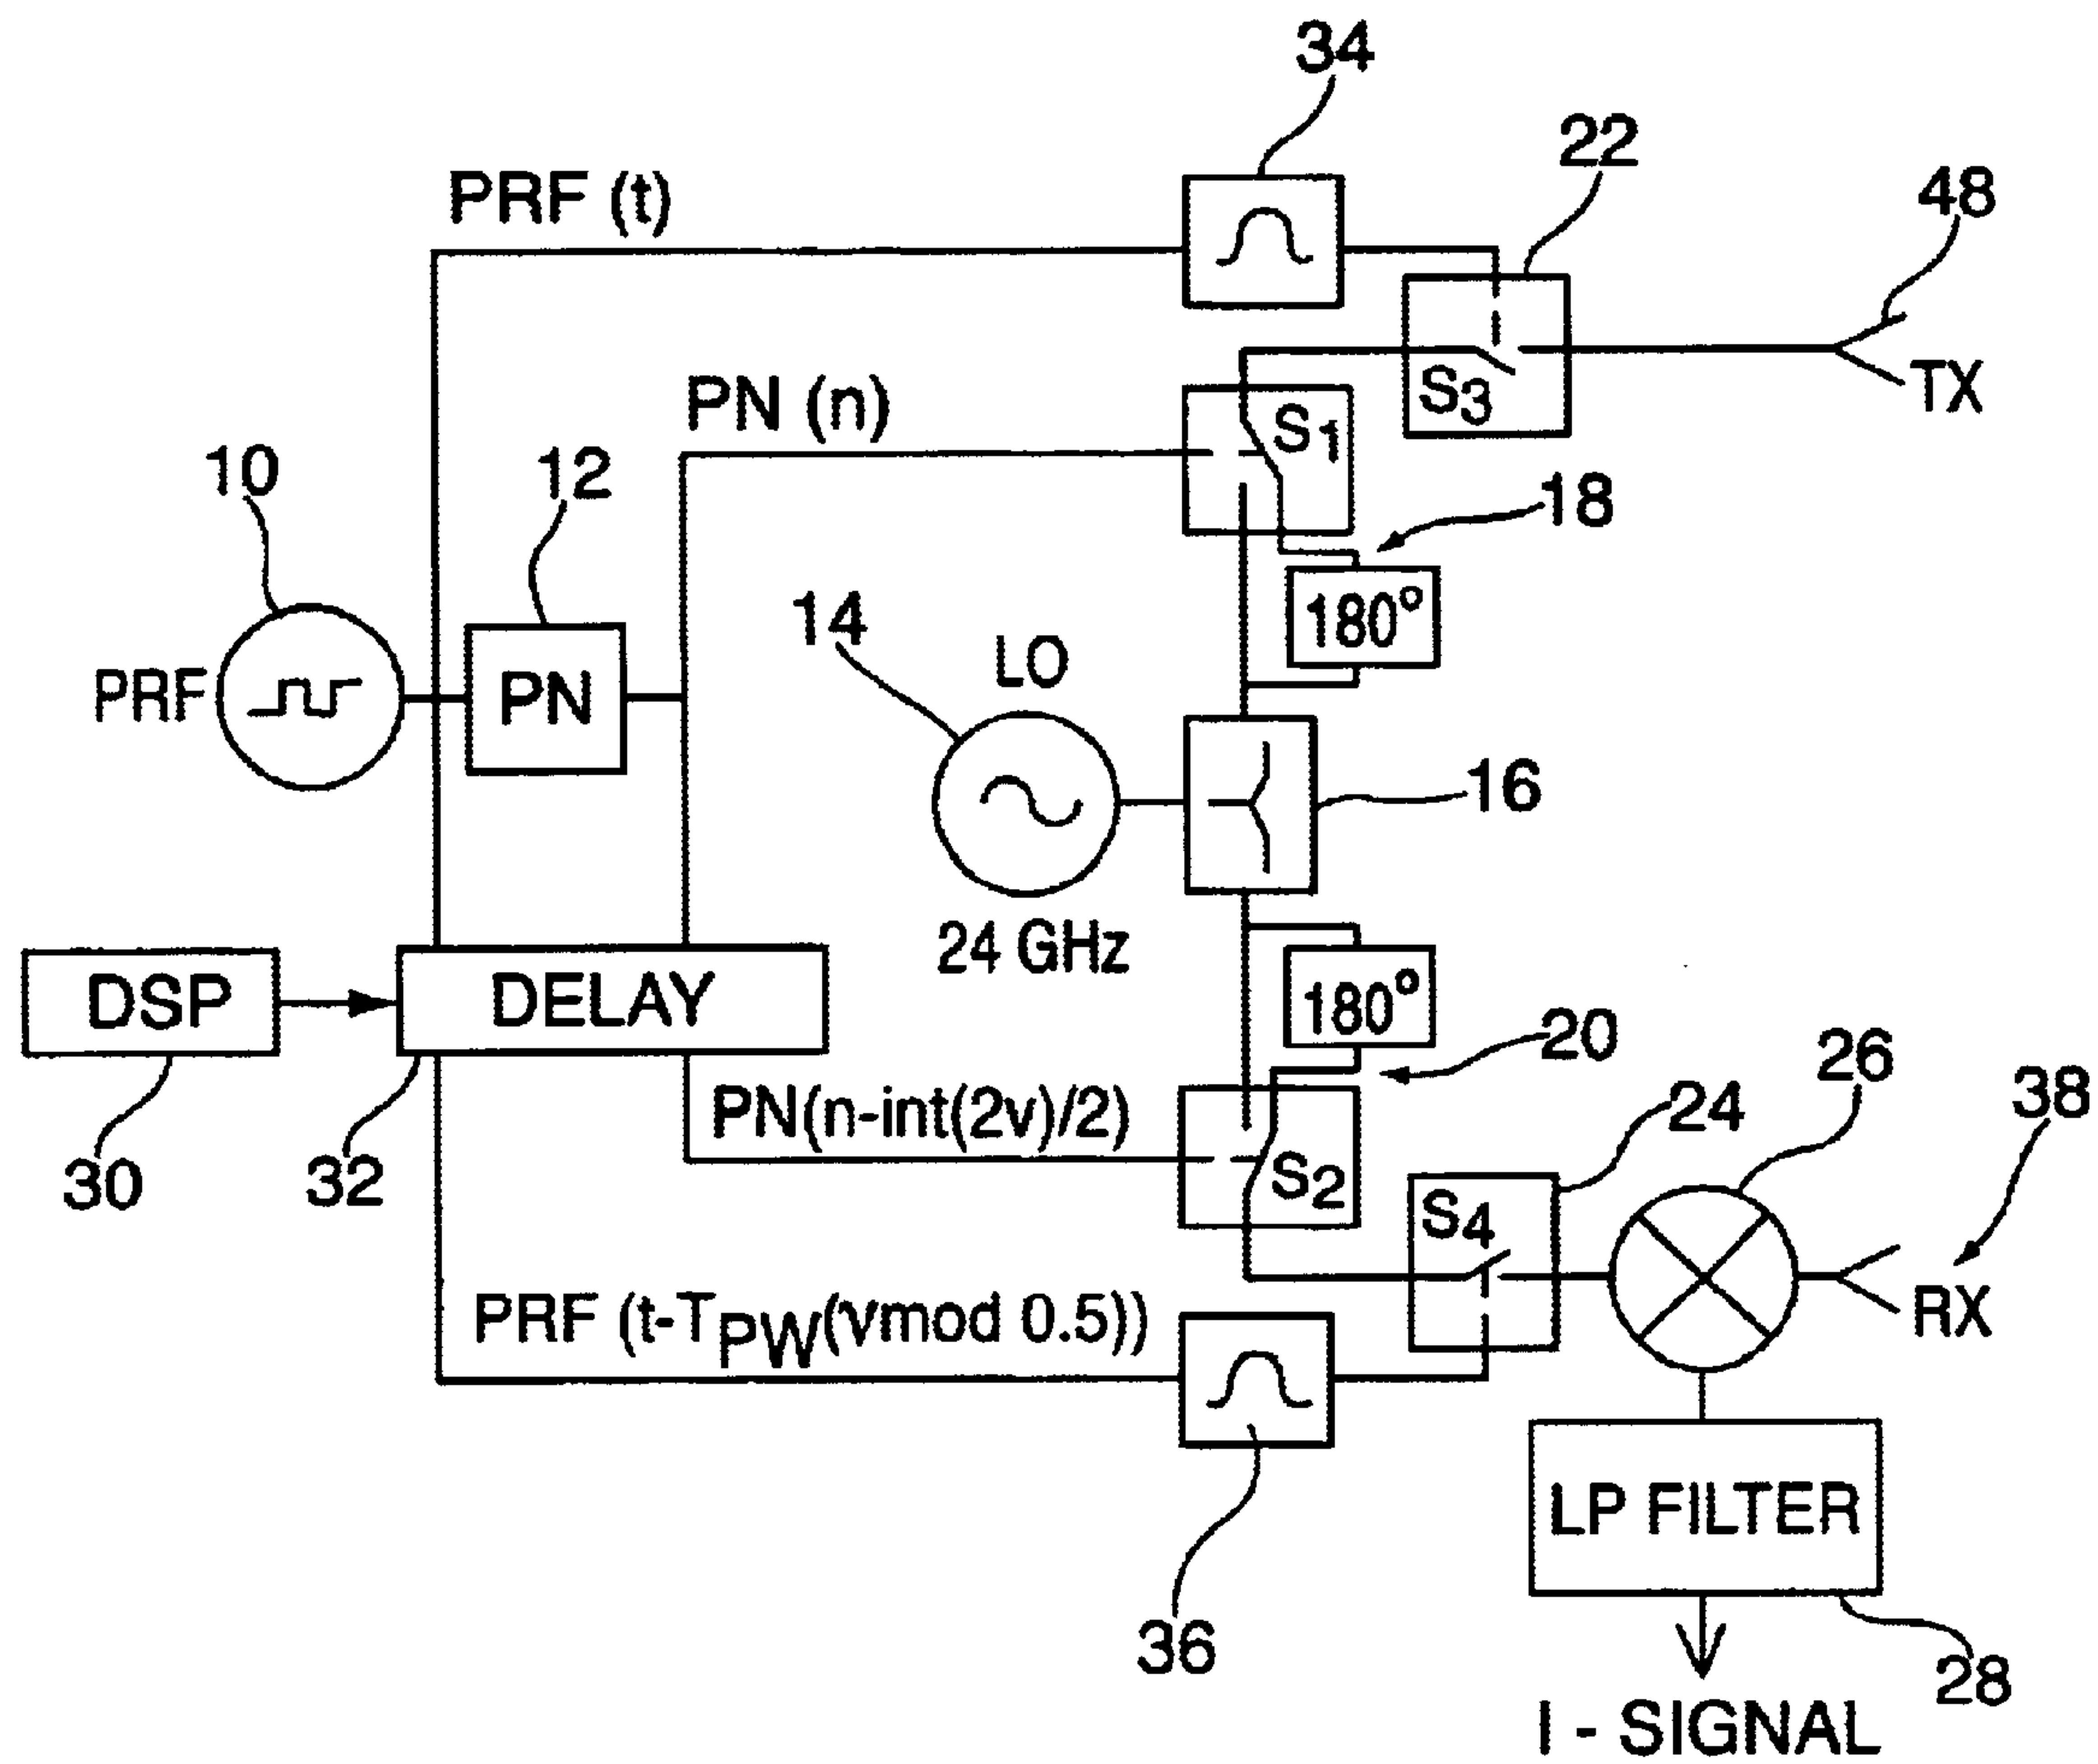 34
22
48
PRF (t)
S3
TX
PN (n)
S1
10
12
18
14
LO
180°
PRF
PN
16
24 GHz
DSP
DELAY
180°
20
26
38
24
PN(n-int(2v)/2)
30
32
S2
S4
PRF (t-TPW(vmod 0.5))
RX
LP FILTER
36
28
I - SIGNAL